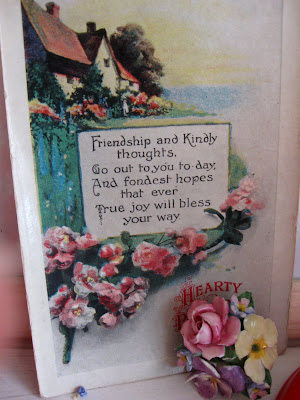 Friendship and Kindly
thoughts,
Go out to you to-day,
And fondest hopes
that ever
True joy will bless
your way.
HEARTY